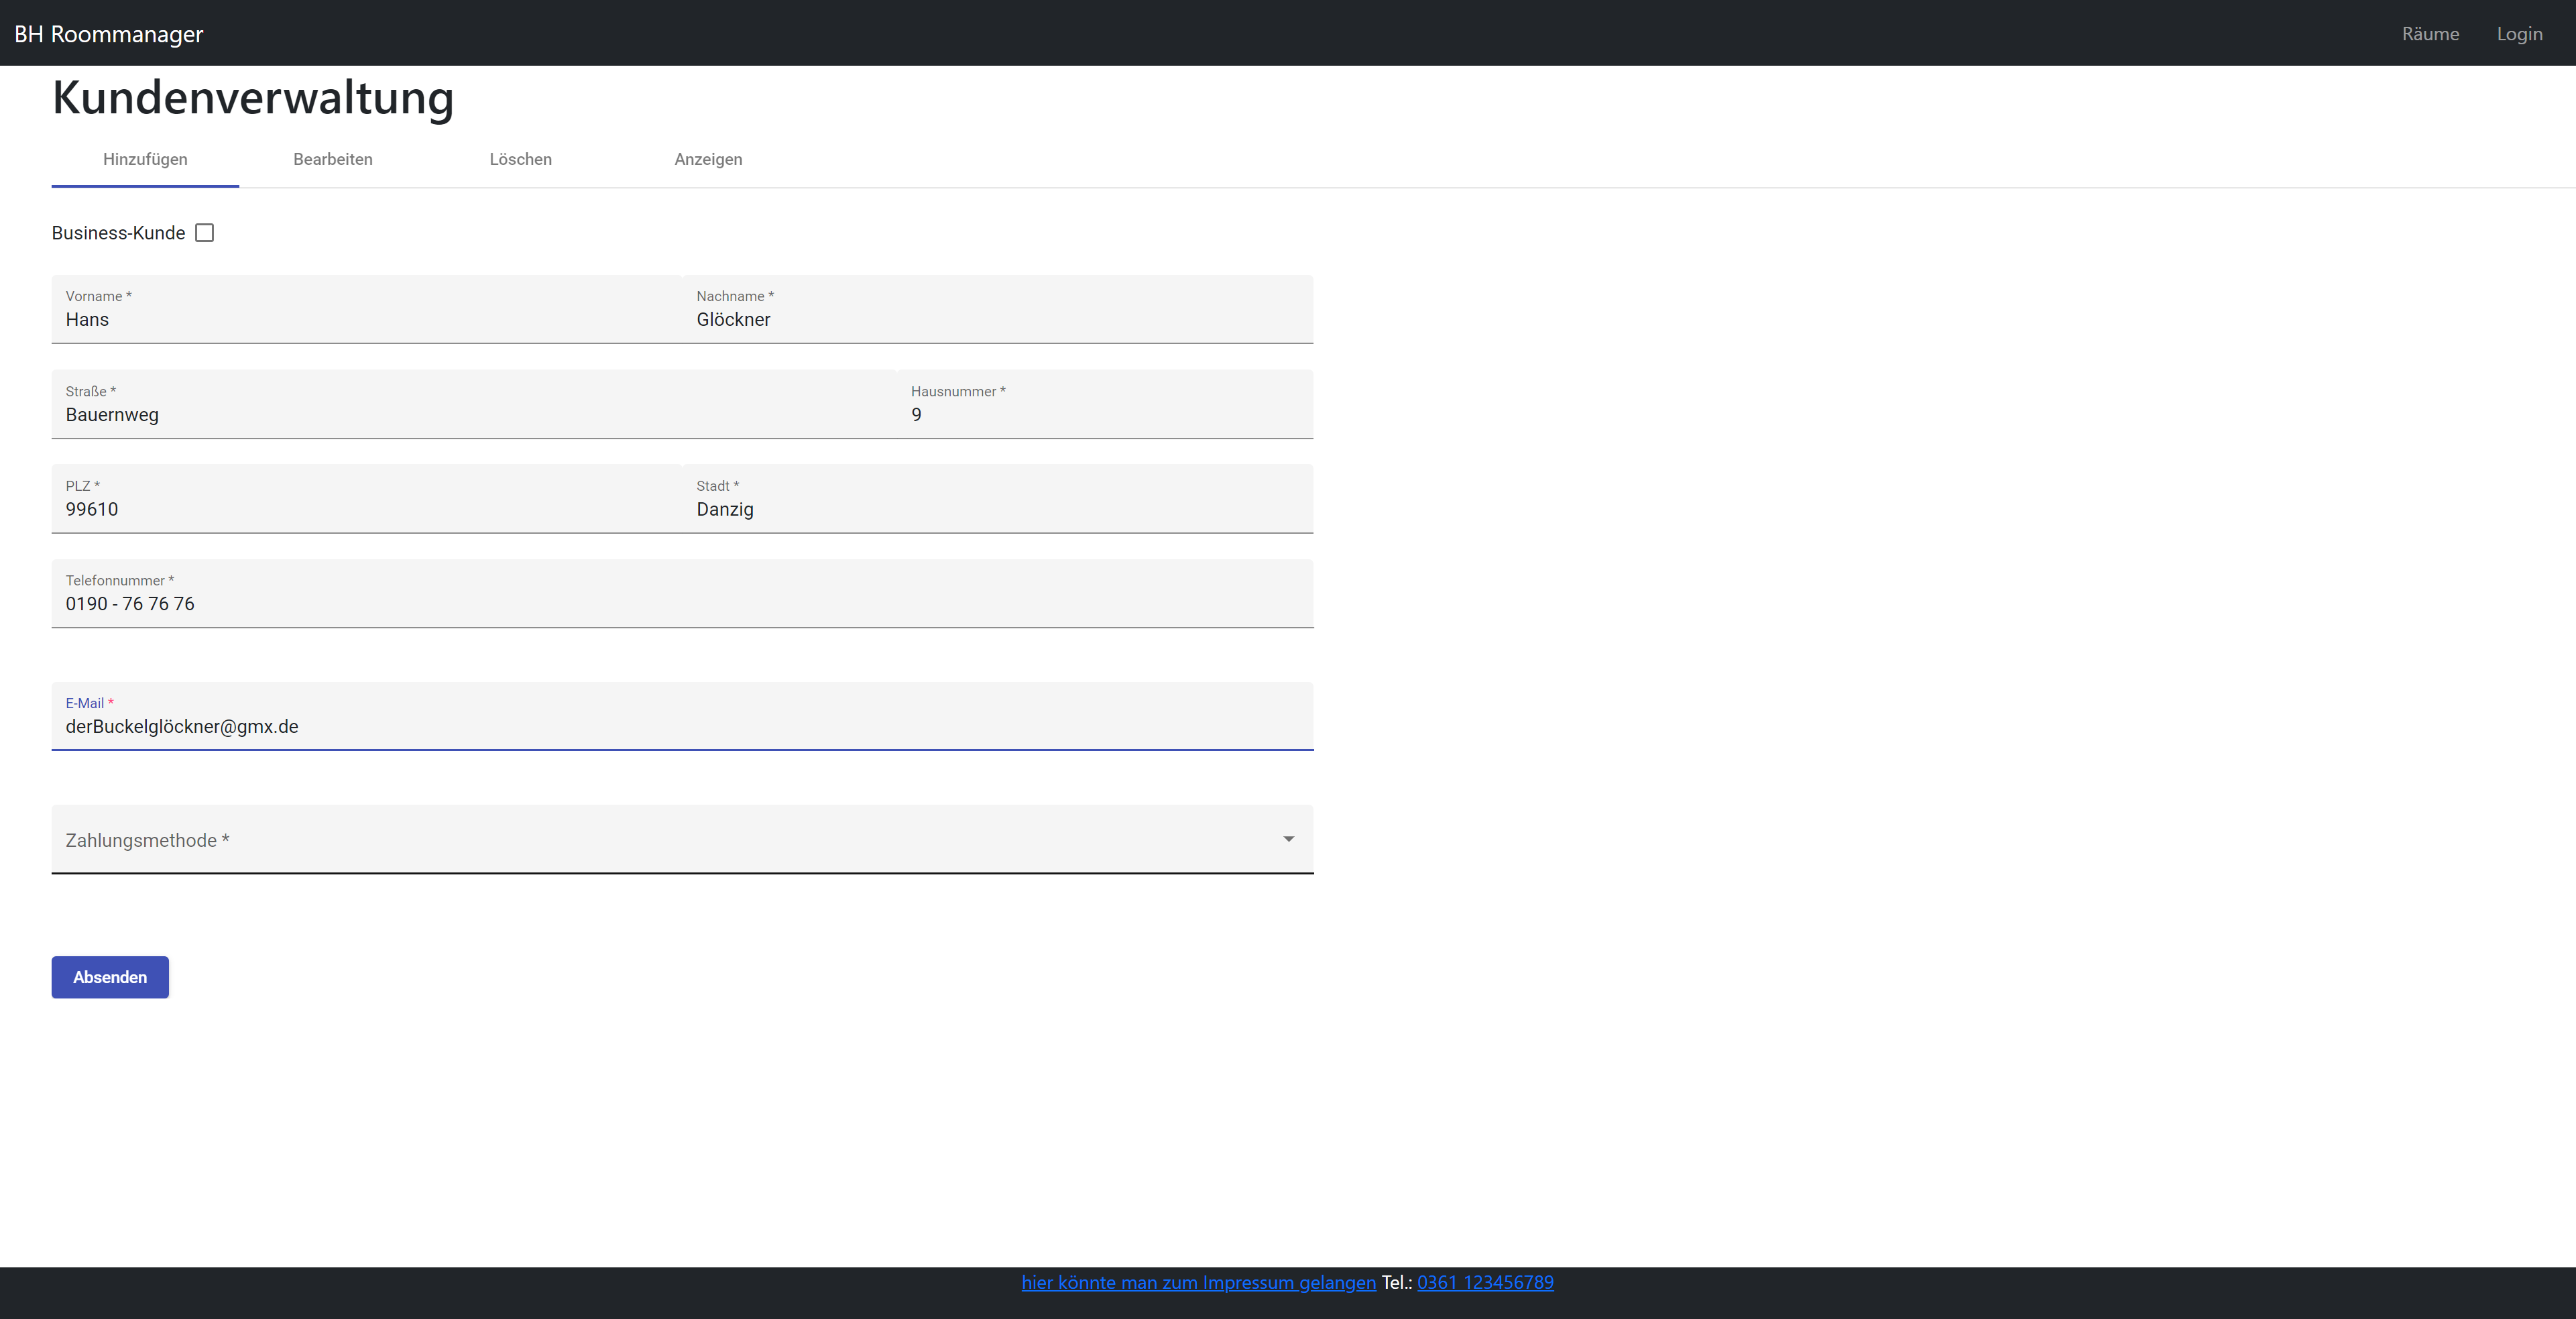 BH Roommanager Räume Login
Kundenverwaltung
Hinzufügen Bearbeiten Löschen Anzeigen
Business-Kunde
Vorname * Nachname *
Hans Glöckner
Straße * Hausnummer *
Bauernweg 9
PLZ * Stadt *
99610 Danzig
Telefonnummer *
0190 - 76 76 76
E-Mail *
derBuckelglöckner@gmx.de
Zahlungsmethode *
Absenden
hier könnte man zum Impressum gelangen Tel.: 0361 123456789